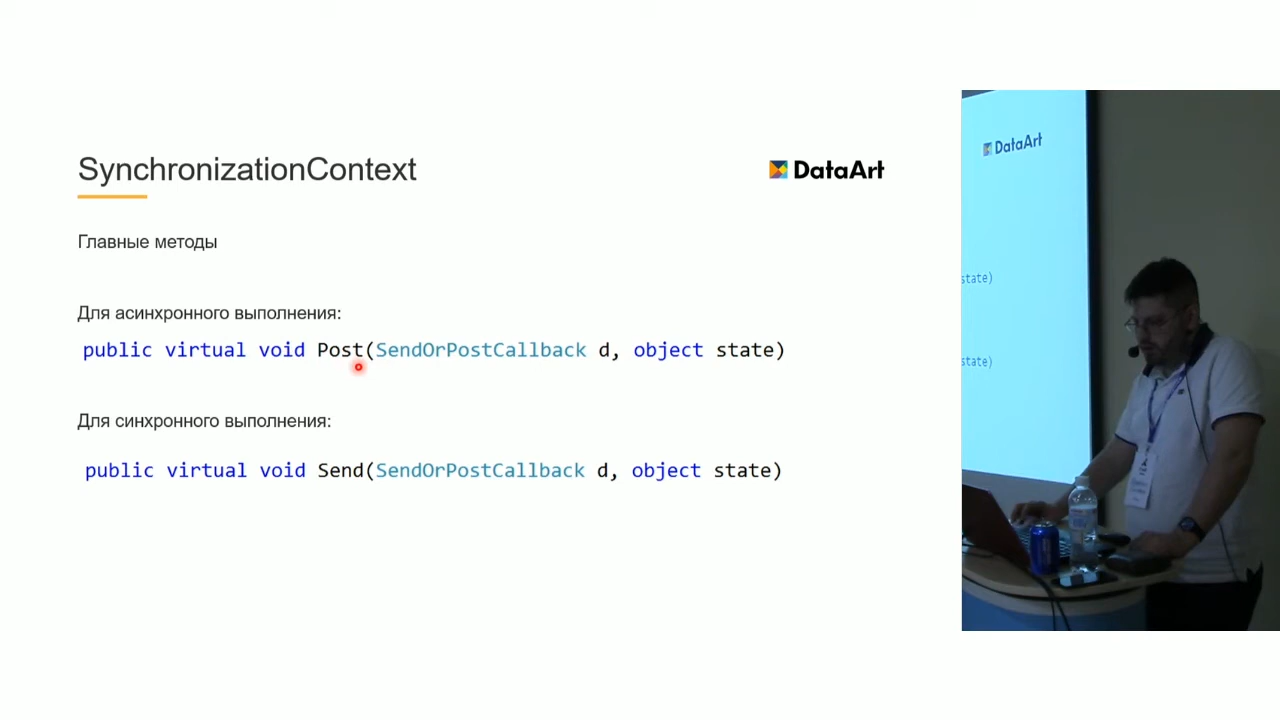 SynchronizationContext
DataArt
Главные методы
Для асинхронного выполнения:
public virtual void Post(SendOrPostCallback d, object state)
Для синхронного выполнения:
public virtual void Send(SendOrPostCallback d, object state)
DataArt
state)
state)